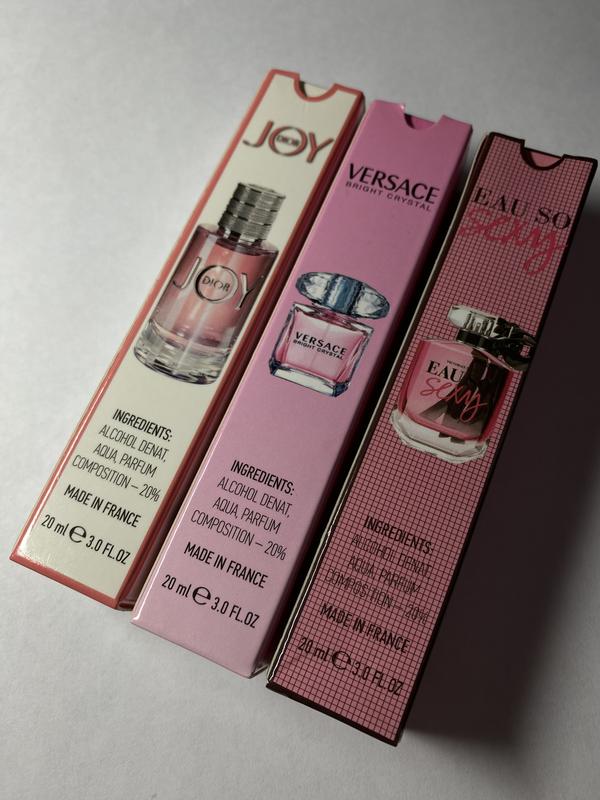 JOY
DIOR
JOY
DIOR
INGREDIENTS:
ALCOHOL DENAT,
AQUA, PARFUM
COMPOSITION – 20%
MADE IN FRANCE
20 ml ℮ 3.0 FL.OZ
VERSACE
BRIGHT CRYSTAL
VERSACE
BRIGHT CRYSTAL
INGREDIENTS:
ALCOHOL DENAT,
AQUA, PARFUM
COMPOSITION – 20%
MADE IN FRANCE
20 ml ℮ 3.0 FL.OZ
EAU SO
sexy
EAU
sexy
INGREDIENTS:
ALCOHOL DENAT,
AQUA, PARFUM
COMPOSITION – 20%
MADE IN FRANCE
20 ml ℮ 3.0 FL.OZ